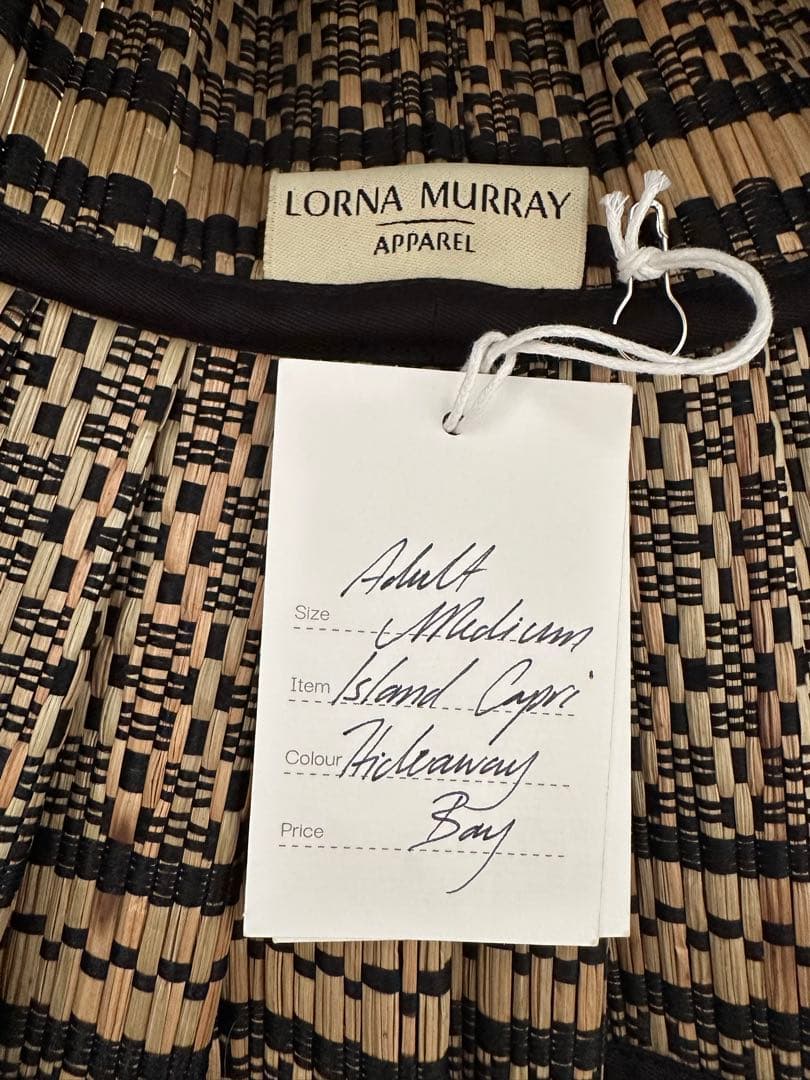 LORNA MURRAY
APPAREL
Adult
Size Medium
Item Island Capri
Colour Hideaway
Bay
Price